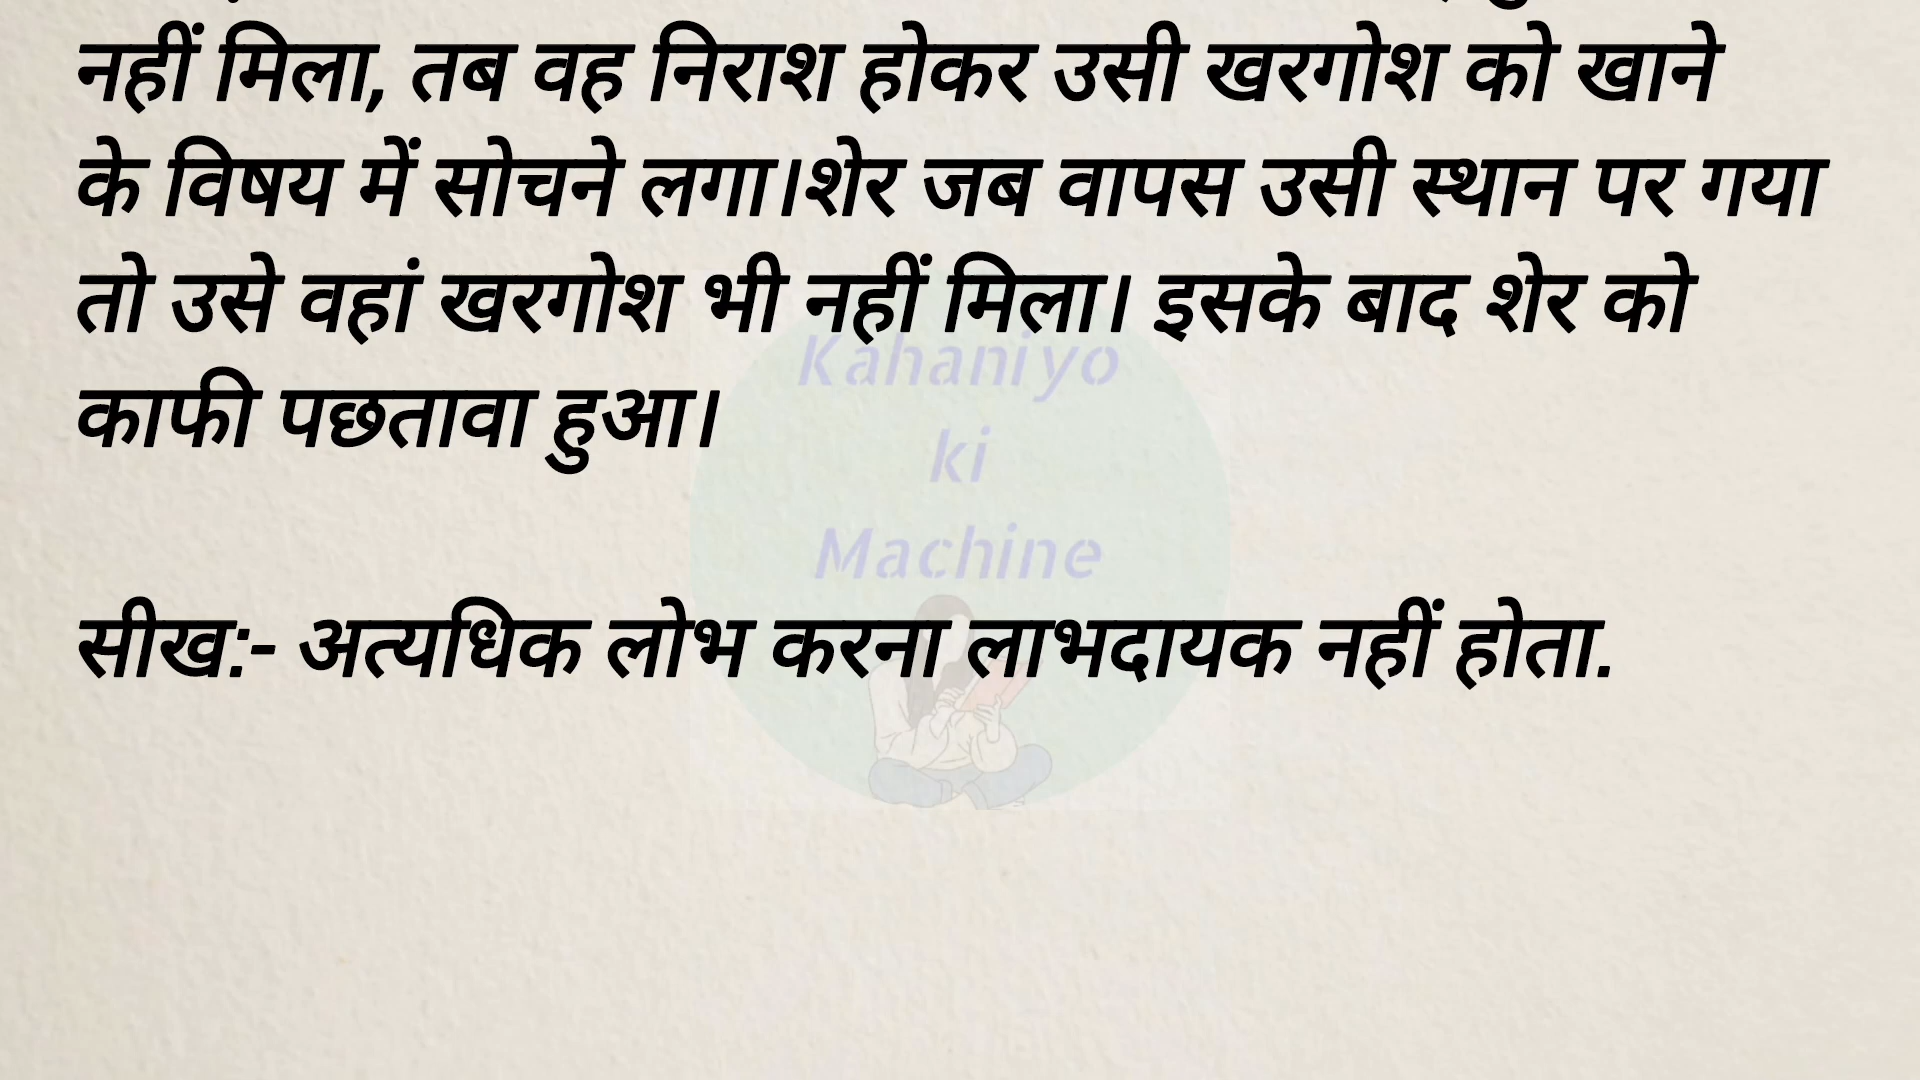 नहीं मिला, तब वह निराश होकर उसी खरगोश को खाने
के विषय में सोचने लगा।शेर जब वापस उसी स्थान पर गया
तो उसे वहां खरगोश भी नहीं मिला। इसके बाद शेर को
काफी पछतावा हुआ।
Kahaniyo
ki
Machine
सीख:- अत्यधिक लोभ करना लाभदायक नहीं होता.